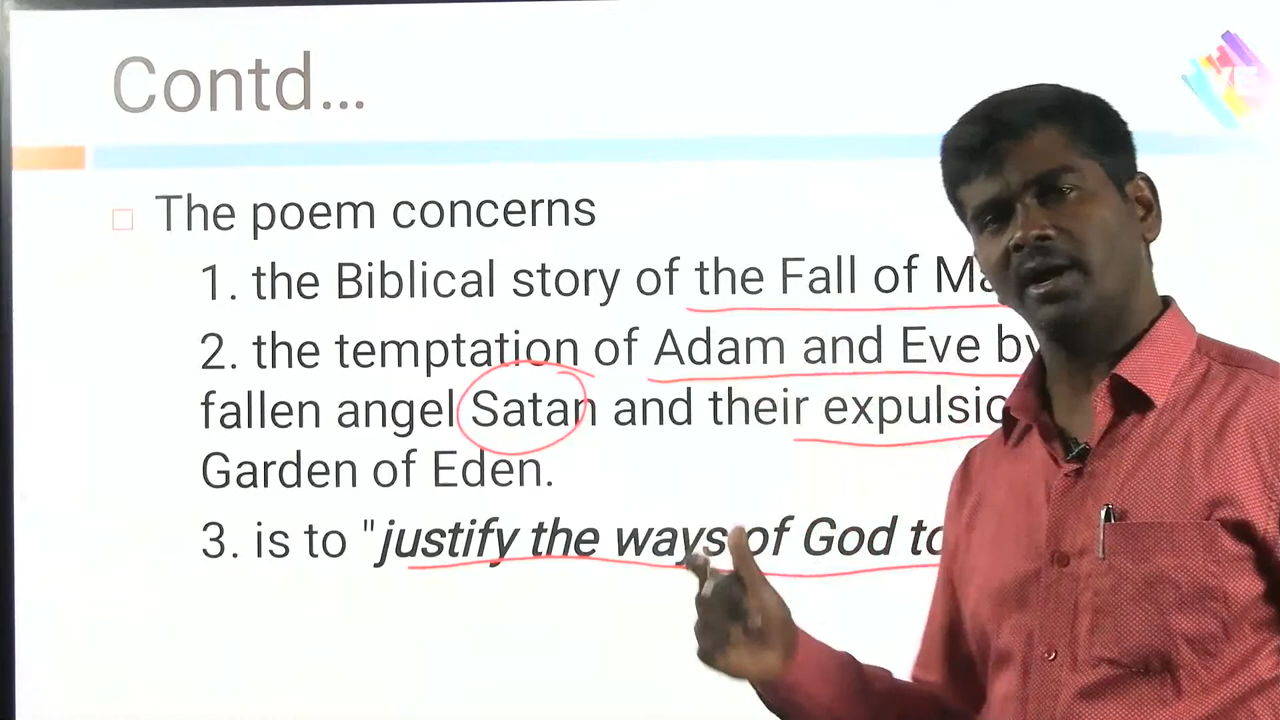 Contd...
The poem concerns
1. the Biblical story of the Fall of
2. the temptation of Adam and Eve by
fallen angel Satan and their
Garden of Eden.
3. is to "justify the ways of God to